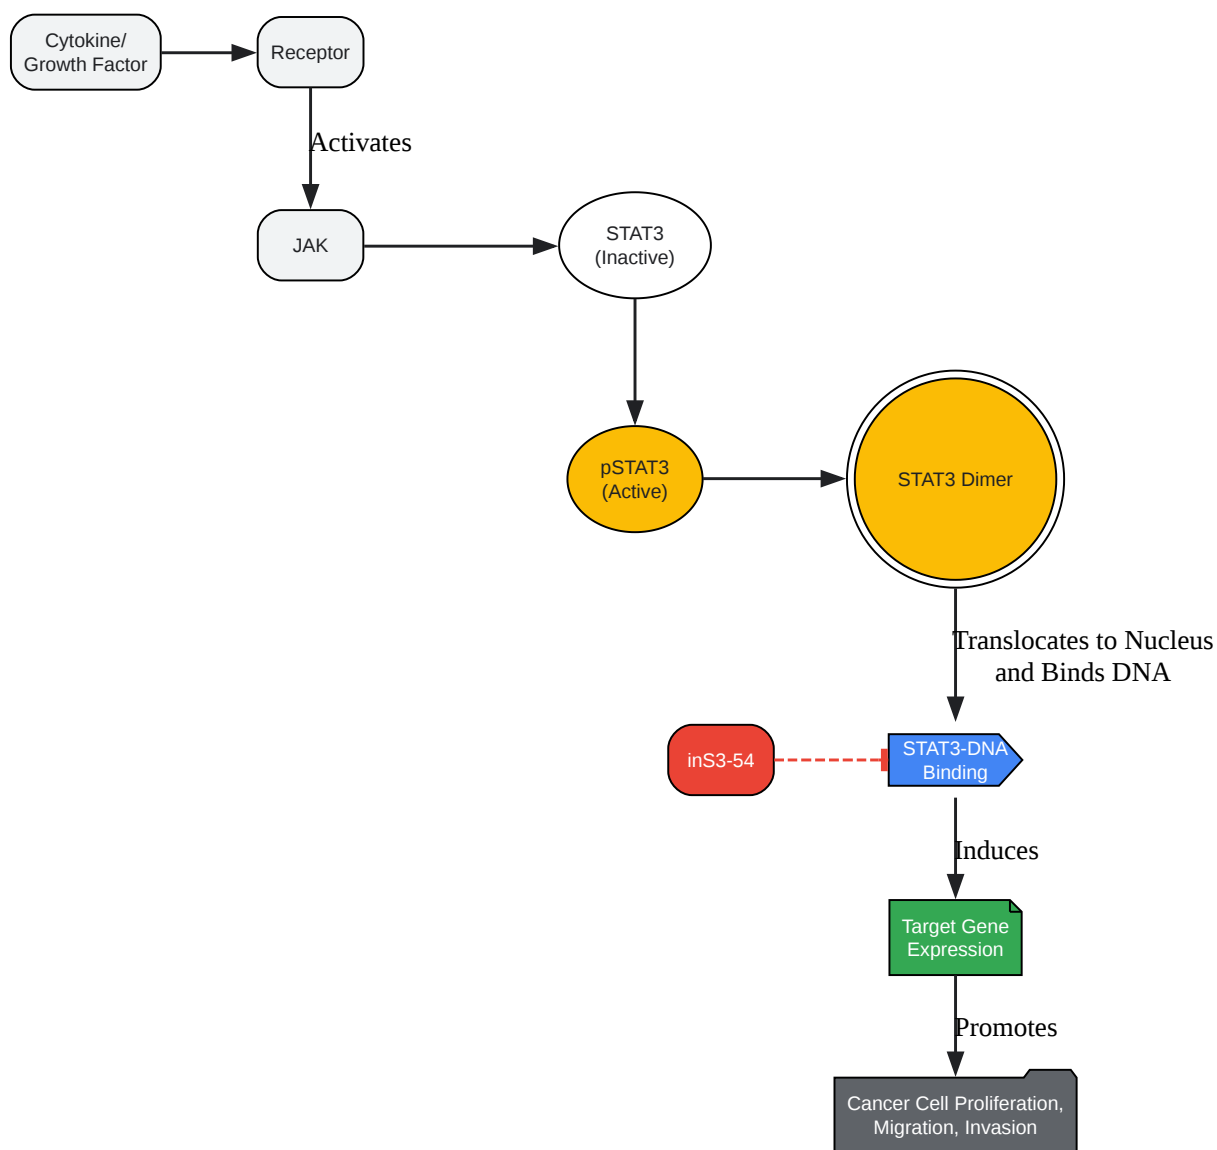 Cytokine/
Growth Factor
Receptor
Activates
JAK
STAT3
(Inactive)
pSTAT3
(Active)
STAT3 Dimer
Translocates to Nucleus
and Binds DNA
inS3-54
STAT3-DNA
Binding
Induces
Target Gene
Expression
Promotes
Cancer Cell Proliferation,
Migration, Invasion